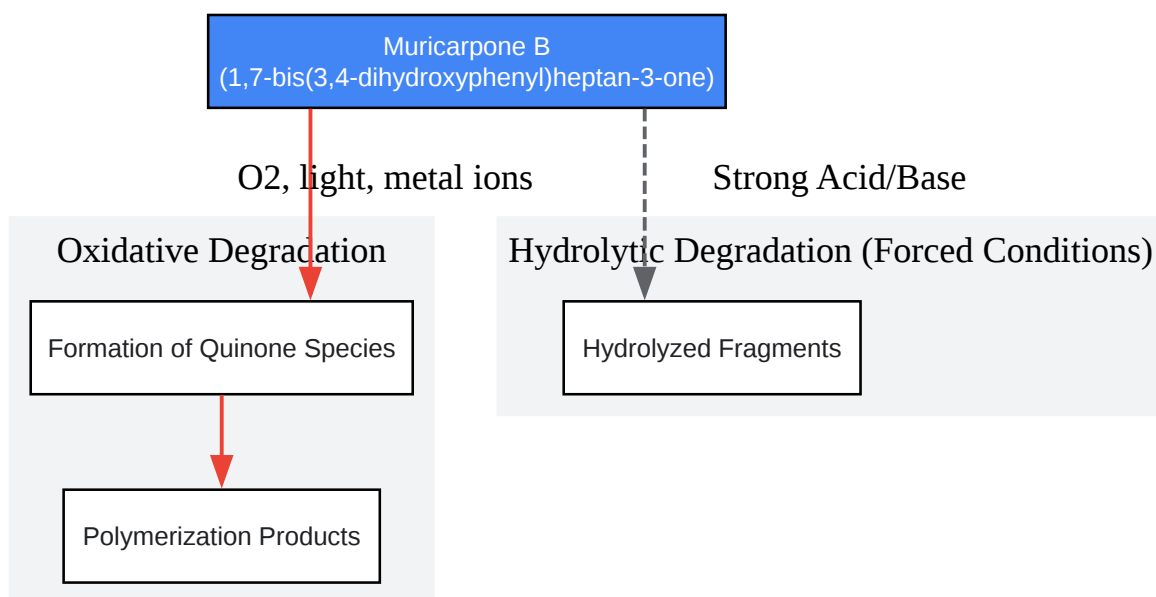 Muricarpone B
(1,7-bis(3,4-dihydroxyphenyl)heptan-3-one)
O2, light, metal ions
Strong Acid/Base
Oxidative Degradation
Hydrolytic Degradation (Forced Conditions)
Formation of Quinone Species
Hydrolyzed Fragments
Polymerization Products